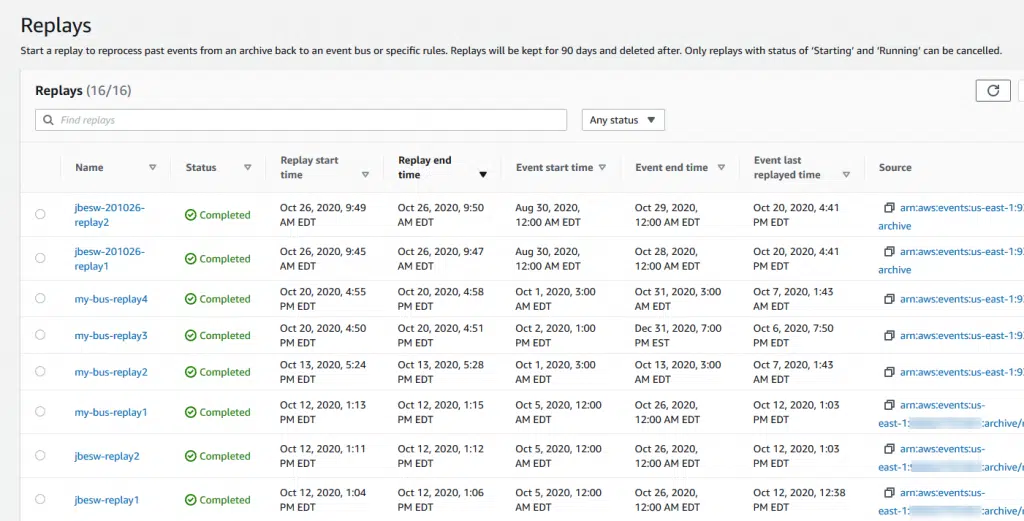 Replays
Start a replay to reprocess past events from an archive back to an event bus or specific rules. Replays will be kept for 90 days and deleted after. Only replays with status of 'Starting' and 'Running' can be cancelled.
Replays (16/16)
Find replays
Any status
Name Status Replay start time Replay end time Event start time Event end time Event last replayed time Source
jbesw-201026-replay2 Completed Oct 26, 2020, 9:49 AM EDT Oct 26, 2020, 9:50 AM EDT Aug 30, 2020, 12:00 AM EDT Oct 29, 2020, 12:00 AM EDT Oct 20, 2020, 4:41 PM EDT arn:aws:events:us-east-1:9 archive
jbesw-201026-replay1 Completed Oct 26, 2020, 9:45 AM EDT Oct 26, 2020, 9:47 AM EDT Aug 30, 2020, 12:00 AM EDT Oct 28, 2020, 12:00 AM EDT Oct 20, 2020, 4:41 PM EDT arn:aws:events:us-east-1:9 archive
my-bus-replay4 Completed Oct 20, 2020, 4:55 PM EDT Oct 20, 2020, 4:58 PM EDT Oct 1, 2020, 3:00 AM EDT Oct 31, 2020, 3:00 AM EDT Oct 7, 2020, 1:43 AM EDT arn:aws:events:us-east-1:9
my-bus-replay3 Completed Oct 20, 2020, 4:50 PM EDT Oct 20, 2020, 4:51 PM EDT Oct 2, 2020, 1:00 PM EDT Dec 31, 2020, 7:00 PM EST Oct 6, 2020, 7:50 PM EDT arn:aws:events:us-east-1:9
my-bus-replay2 Completed Oct 13, 2020, 5:24 PM EDT Oct 13, 2020, 5:28 PM EDT Oct 1, 2020, 3:00 AM EDT Oct 13, 2020, 3:00 AM EDT Oct 7, 2020, 1:43 AM EDT arn:aws:events:us-east-1:9
my-bus-replay1 Completed Oct 12, 2020, 1:13 PM EDT Oct 12, 2020, 1:15 PM EDT Oct 5, 2020, 12:00 AM EDT Oct 26, 2020, 12:00 AM EDT Oct 12, 2020, 1:03 PM EDT arn:aws:events:us-east-1: :archive/
jbesw-replay2 Completed Oct 12, 2020, 1:11 PM EDT Oct 12, 2020, 1:12 PM EDT Oct 5, 2020, 12:00 AM EDT Oct 26, 2020, 12:00 AM EDT Oct 12, 2020, 1:03 PM EDT arn:aws:events:us-east-1: :archive/
jbesw-replay1 Completed Oct 12, 2020, 1:04 PM EDT Oct 12, 2020, 1:06 PM EDT Oct 5, 2020, 12:00 AM EDT Oct 26, 2020, 12:00 AM EDT Oct 12, 2020, 12:38 PM EDT arn:aws:events:us-east-1: :archive/